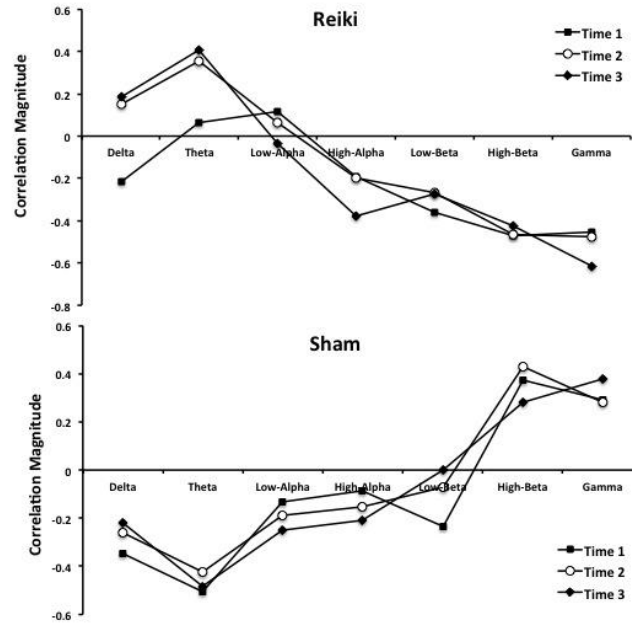 Reiki
0.6
0.4
0.2
0
-0.2
-0.4
-0.6
-0.8
Correlation Magnitude
Delta Theta Low-Alpha High-Alpha Low-Beta High-Beta Gamma
Time 1
Time 2
Time 3
Sham
0.6
0.4
0.2
0
-0.2
-0.4
-0.6
Correlation Magnitude
Delta Theta Low-Alpha High-Alpha Low-Beta High-Beta Gamma
Time 1
Time 2
Time 3